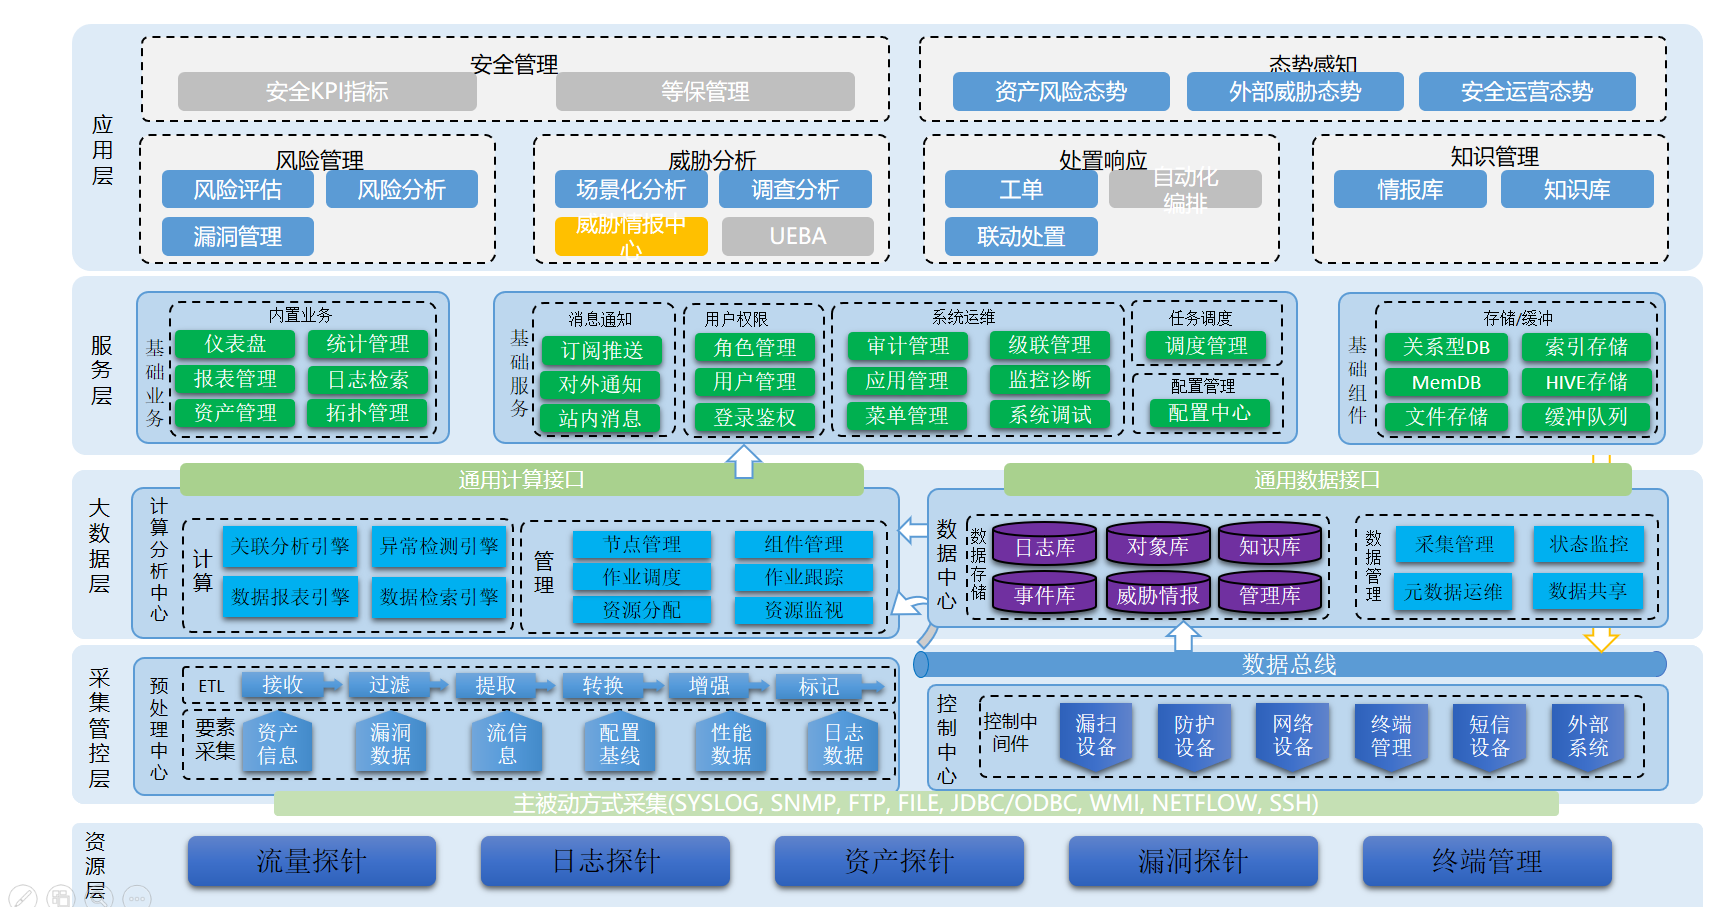 应用层
安全管理
安全KPI指标
等保管理
态势感知
资产风险态势
外部威胁态势
安全运营态势
风险管理
风险评估
风险分析
漏洞管理
威胁分析
场景化分析
调查分析
威胁情报中
心
UEBA
处置响应
工单
自动化
编排
联动处置
知识管理
情报库
知识库
服务层
基础业务
内置业务
仪表盘
统计管理
报表管理
日志检索
资产管理
拓扑管理
基础服务
消息通知
订阅推送
对外通知
站内消息
用户权限
角色管理
用户管理
登录鉴权
系统运维
审计管理
级联管理
应用管理
监控诊断
菜单管理
系统调试
任务调度
调度管理
配置管理
配置中心
基础组件
存储/缓冲
关系型DB
索引存储
MemDB
HIVE存储
文件存储
缓冲队列
大数据层
通用计算接口
计算分析中心
计算
关联分析引擎
异常检测引擎
数据报表引擎
数据检索引擎
管理
节点管理
组件管理
作业调度
作业跟踪
资源分配
资源监视
通用数据接口
数据中心
数据存储
日志库
对象库
知识库
事件库
威胁情报
管理库
数据管理
采集管理
状态监控
元数据运维
数据共享
采集管控层
预处理中心
ETL
接收
过滤
提取
转换
增强
标记
要素
采集
资产
信息
漏洞
数据
流信
息
配置
基线
性能
数据
日志
数据
数据总线
控制中心
控制中
间件
漏扫
设备
防护
设备
网络
设备
终端
管理
短信
设备
外部
系统
主被动方式采集(SYSLOG, SNMP, FTP, FILE, JDBC/ODBC, WMI, NETFLOW, SSH)
资源层
流量探针
日志探针
资产探针
漏洞探针
终端管理